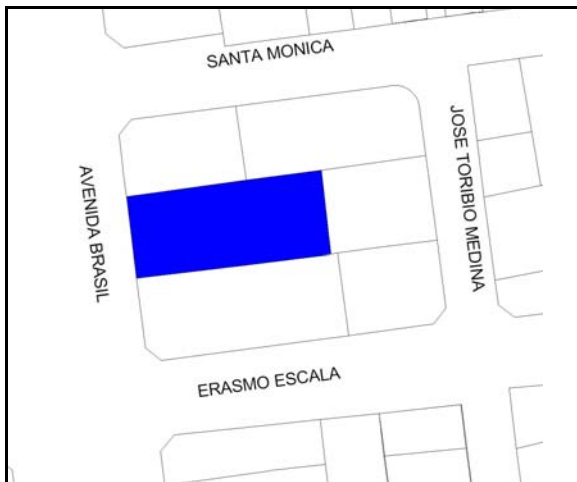 SANTA MONICA
AVENIDA BRASIL
JOSE TORIBIO MEDINA
ERASMO ESCALA